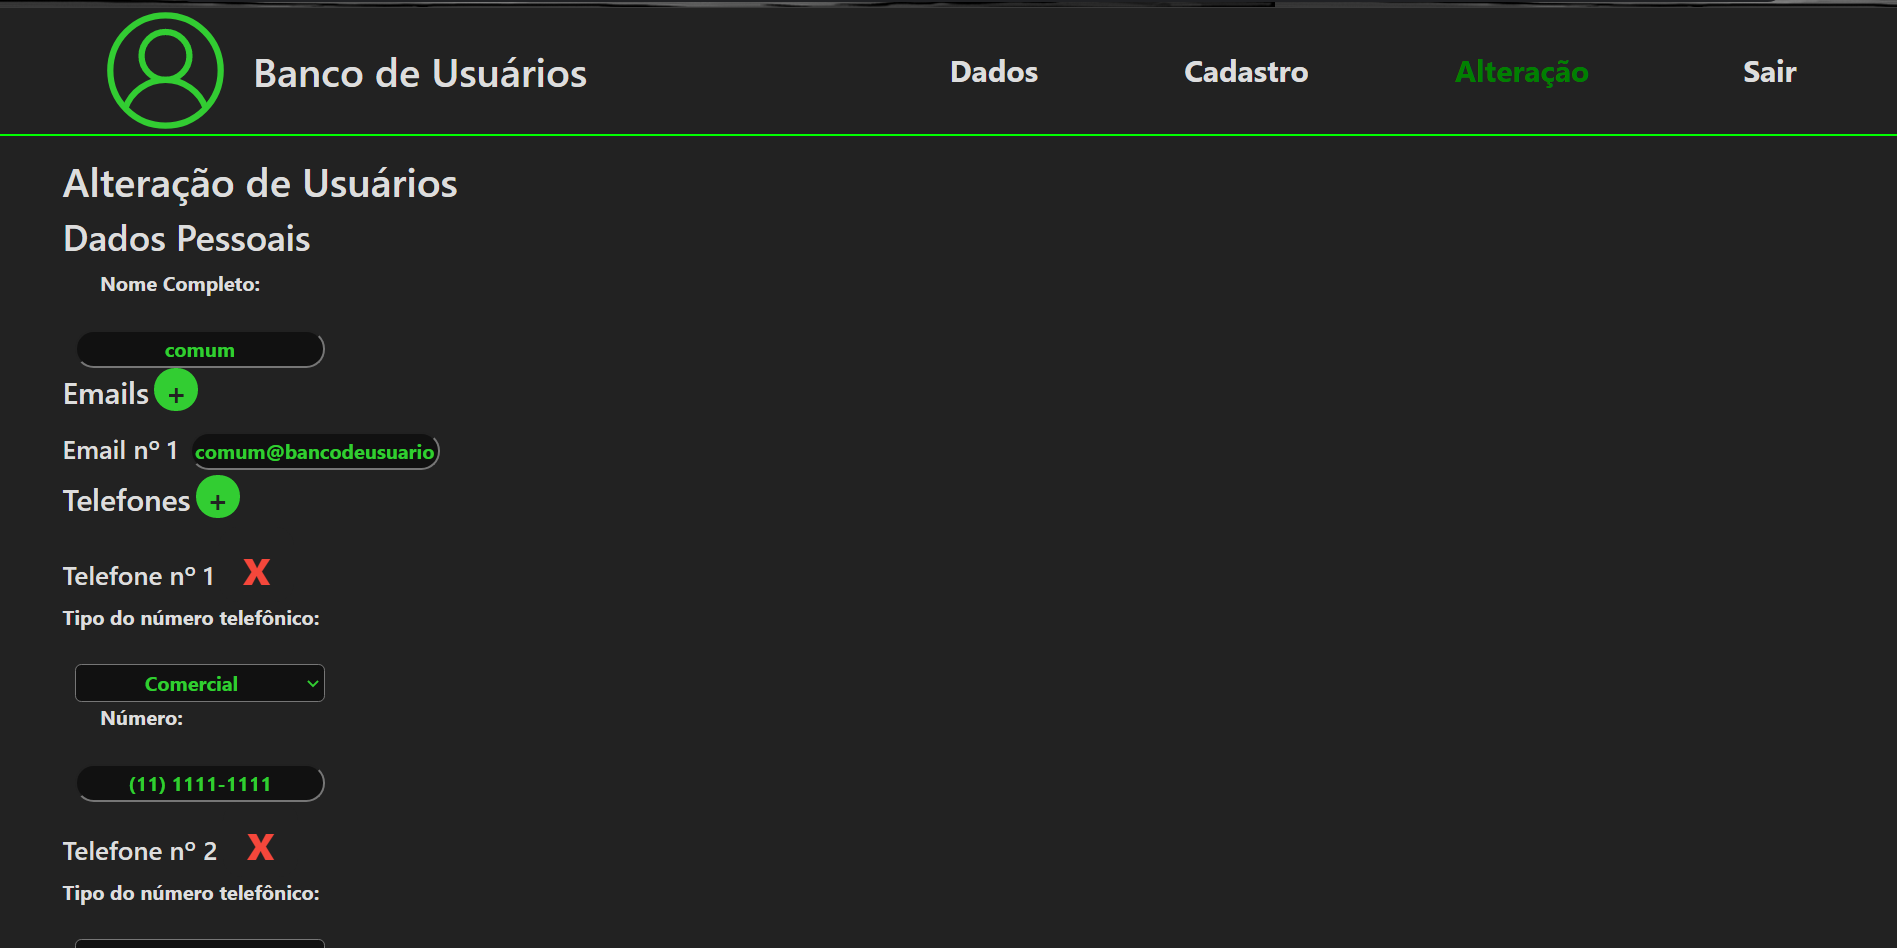 Banco de Usuários
Dados Cadastro Alteração Sair
Alteração de Usuários
Dados Pessoais
Nome Completo:
comum
Emails +
Email nº 1 comum@bancodeusuario
Telefones +
Telefone nº 1 X
Tipo do número telefônico:
Comercial
Número:
(11) 1111-1111
Telefone nº 2 X
Tipo do número telefônico: